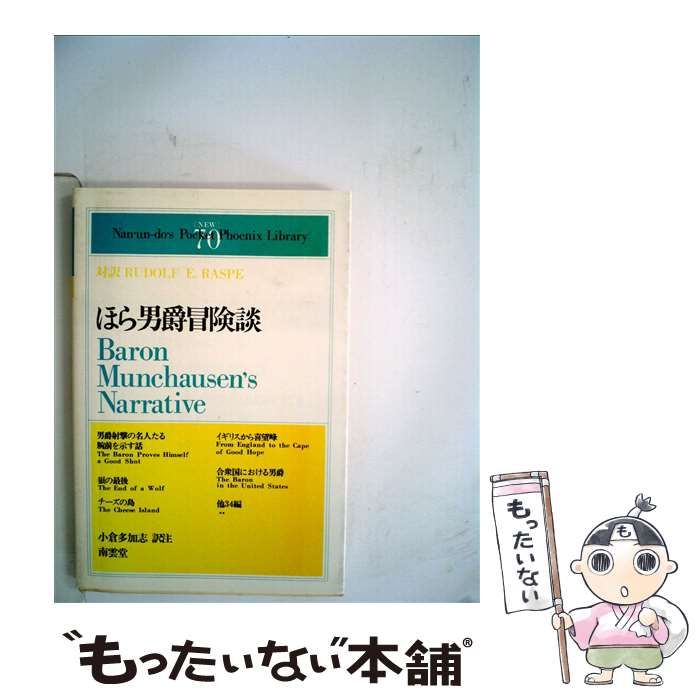 NEW
70
Nan'un-do's Pocket Phoenix Library
対訳 RUDOLF E. RASPE
ほら男爵冒険談
Baron
Munchausen's
Narrative
男爵射撃の名人たる
腕前を示す話
The Baron Proves Himself
a Good Shot
狼の最後
The End of a Wolf
チーズの島
The Cheese Island
イギリスから喜望峰
From England to the Cape
of Good Hope
合衆国における男爵
The Baron
in the United States
他34編
小倉多加志 訳注
南雲堂
もったいない
“もったいない本舗®